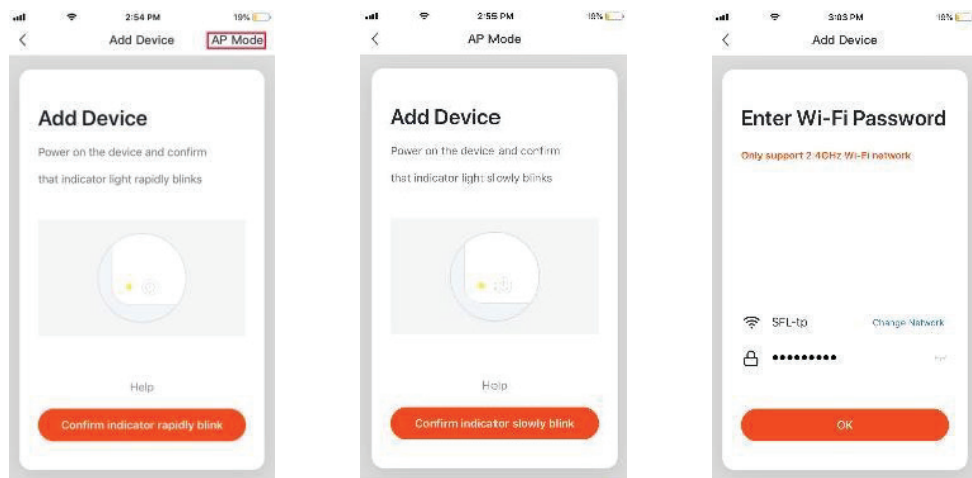 2:54 PM 19%
Add Device AP Mode
Add Device
Power on the device and confirm
that indicator light rapidly blinks
Help
Confirm indicator rapidly blink
2:55 PM 19%
AP Mode
Add Device
Power on the device and confirm
that indicator light slowly blinks
Help
Confirm indicator slowly blink
3:03 PM 18%
Add Device
Enter Wi-Fi Password
Only support 2.4GHz Wi-Fi network
SFL-tp Change Network
OK